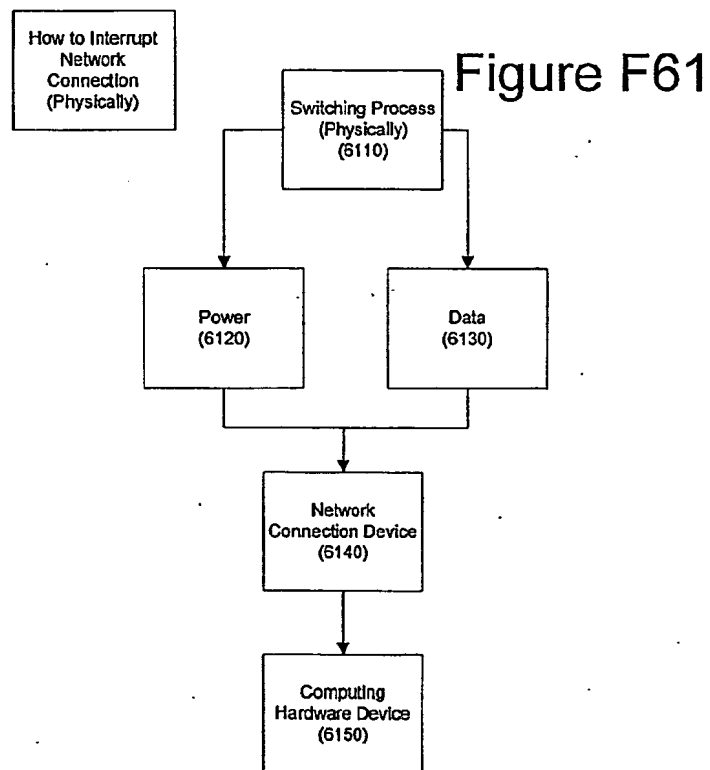 How to Interrupt
Network
Connection
(Physically)
Figure F61
Switching Process
(Physically)
(6110)
Power
(6120)
Data
(6130)
Network
Connection Device
(6140)
Computing
Hardware Device
(6150)